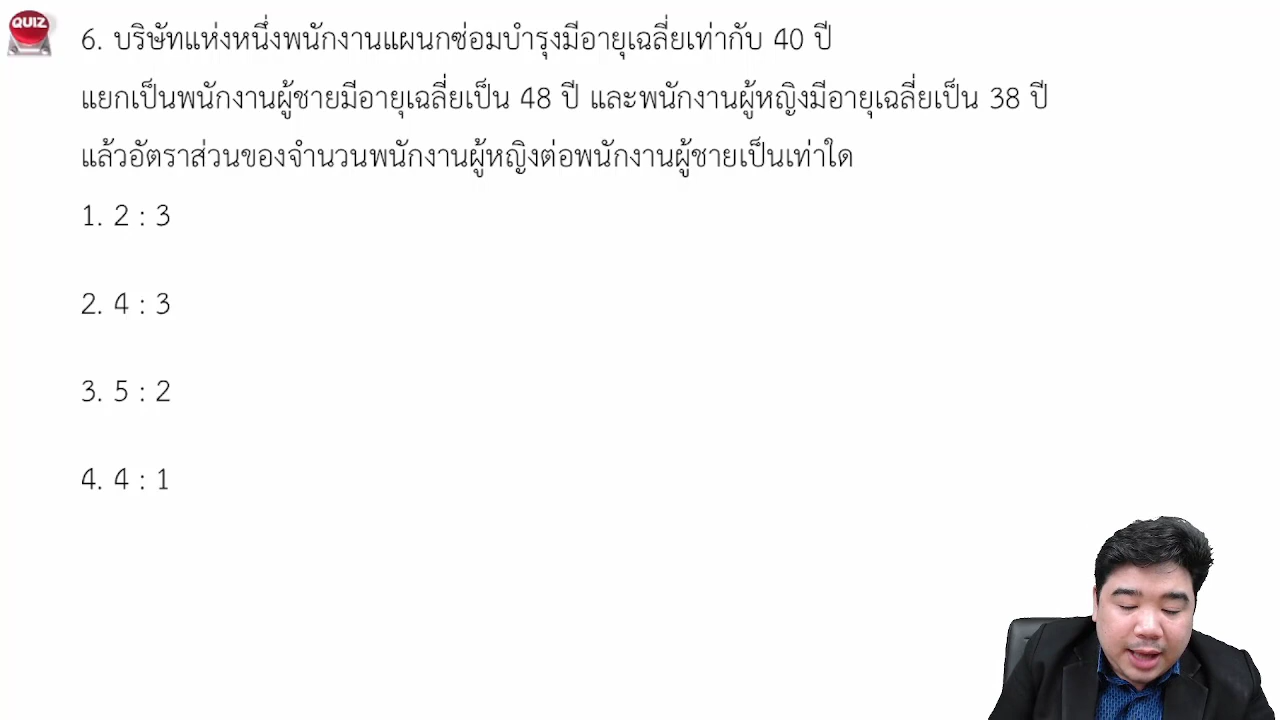 QUIZ
6. บริษัทแห่งหนึ่งพนักงานแผนกซ่อมบำรุงมีอายุเฉลี่ยเท่ากับ 40 ปี
แยกเป็นพนักงานผู้ชายมีอายุเฉลี่ยเป็น 48 ปี และพนักงานผู้หญิงมีอายุเฉลี่ยเป็น 38 ปี
แล้วอัตราส่วนของจำนวนพนักงานผู้หญิงต่อพนักงานผู้ชายเป็นเท่าใด
1. 2 : 3
2. 4 : 3
3. 5 : 2
4. 4 : 1